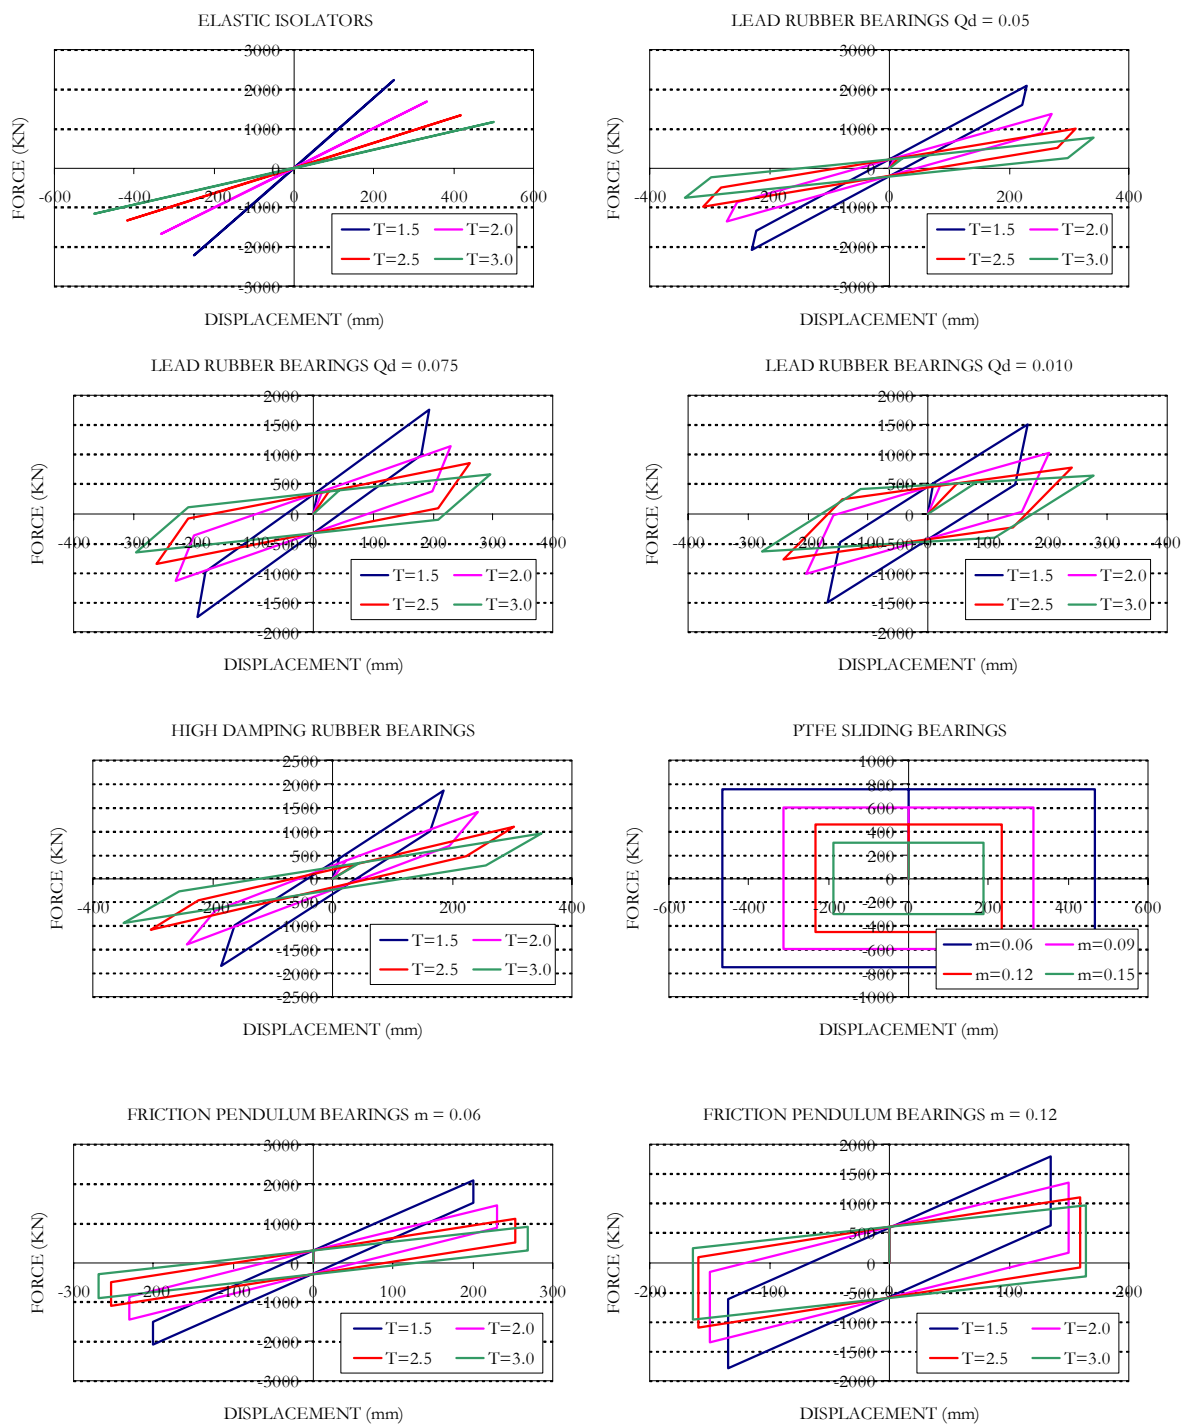 ELASTIC ISOLATORS
3000
2000
1000
0
-1000
-2000
-3000
-600 -400 -200 0 200 400 600
FORCE (KN)
DISPLACEMENT (mm)
T=1.5 T=2.0
T=2.5 T=3.0
LEAD RUBBER BEARINGS Qd = 0.05
3000
2000
1000
0
-1000
-2000
-3000
-400 -200 0 200 400
FORCE (KN)
DISPLACEMENT (mm)
T=1.5 T=2.0
T=2.5 T=3.0
LEAD RUBBER BEARINGS Qd = 0.075
2000
1500
1000
500
0
-500
-1000
-1500
-2000
-400 -300 -200 -100 0 100 200 300 400
FORCE (KN)
DISPLACEMENT (mm)
T=1.5 T=2.0
T=2.5 T=3.0
LEAD RUBBER BEARINGS Qd = 0.010
2000
1500
1000
500
0
-500
-1000
-1500
-2000
-400 -300 -200 -100 0 100 200 300 400
FORCE (KN)
DISPLACEMENT (mm)
T=1.5 T=2.0
T=2.5 T=3.0
HIGH DAMPING RUBBER BEARINGS
2500
2000
1500
1000
500
0
-500
-1000
-1500
-2000
-2500
-400 -200 0 200 400
FORCE (KN)
DISPLACEMENT (mm)
T=1.5 T=2.0
T=2.5 T=3.0
PTFE SLIDING BEARINGS
1000
800
600
400
200
0
-200
-400
-600
-800
-1000
-600 -400 -200 0 200 400 600
FORCE (KN)
DISPLACEMENT (mm)
m=0.06 m=0.09
m=0.12 m=0.15
FRICTION PENDULUM BEARINGS m = 0.06
3000
2000
1000
0
-1000
-2000
-3000
-300 -200 -100 0 100 200 300
FORCE (KN)
DISPLACEMENT (mm)
T=1.5 T=2.0
T=2.5 T=3.0
FRICTION PENDULUM BEARINGS m = 0.12
2000
1500
1000
500
0
-500
-1000
-1500
-2000
-200 -100 -0 100 200
FORCE (KN)
DISPLACEMENT (mm)
T=1.5 T=2.0
T=2.5 T=3.0